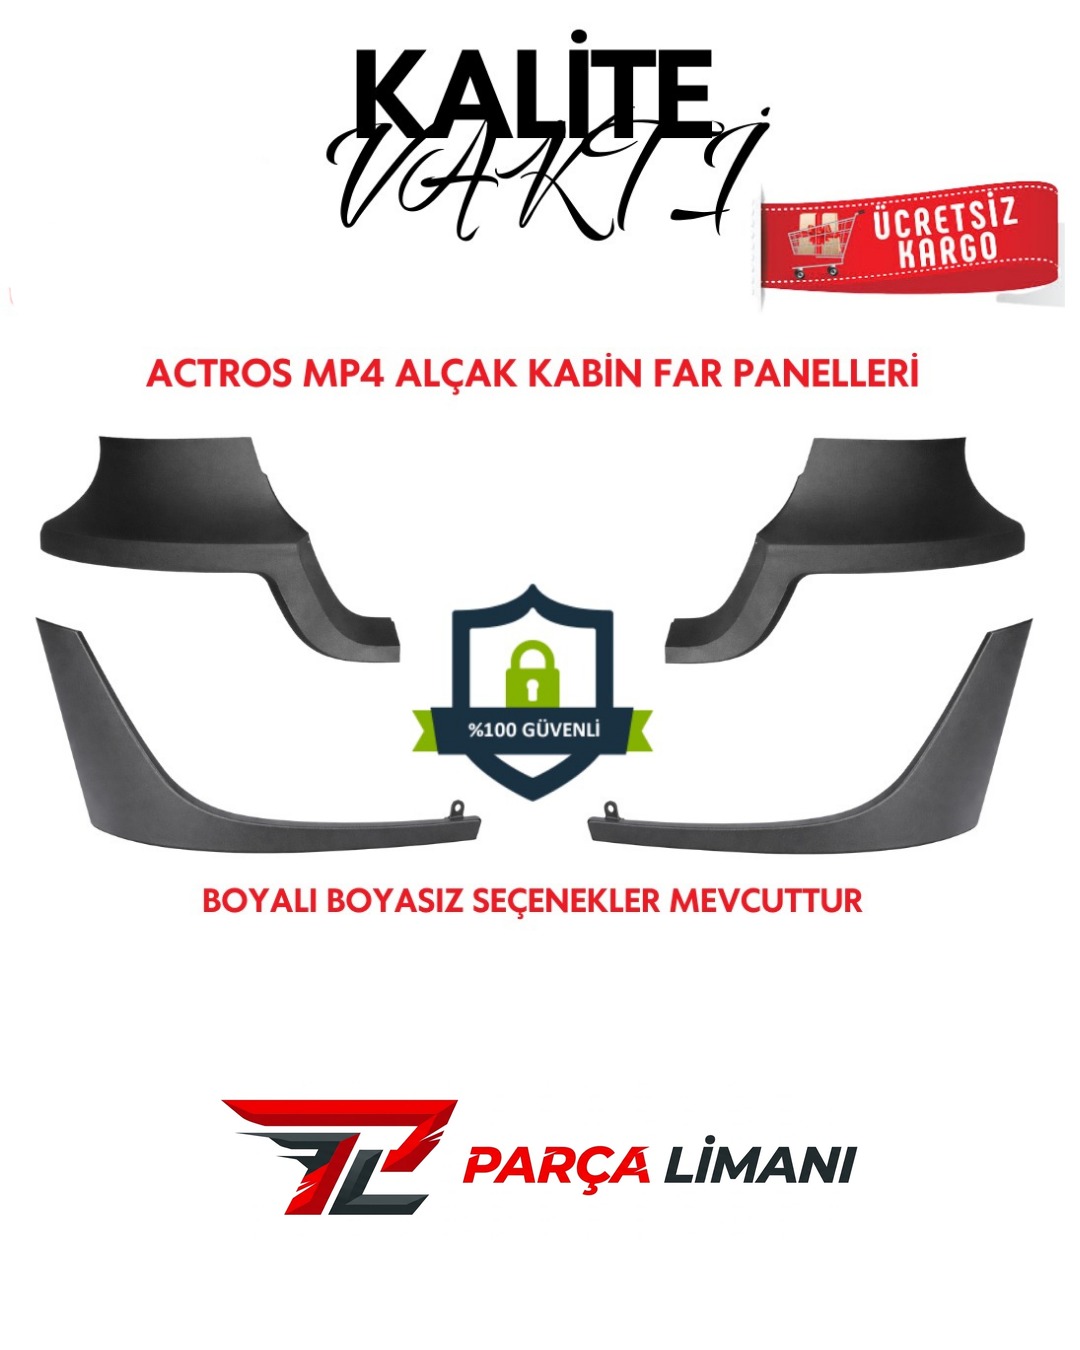 KALİTE
VAKTİ
ÜCRETSİZ
KARGO
ACTROS MP4 ALÇAK KABİN FAR PANELLERİ
%100 GÜVENLİ
BOYALI BOYASIZ SEÇENEKLER MEVCUTTUR
PL PARÇA LİMANI